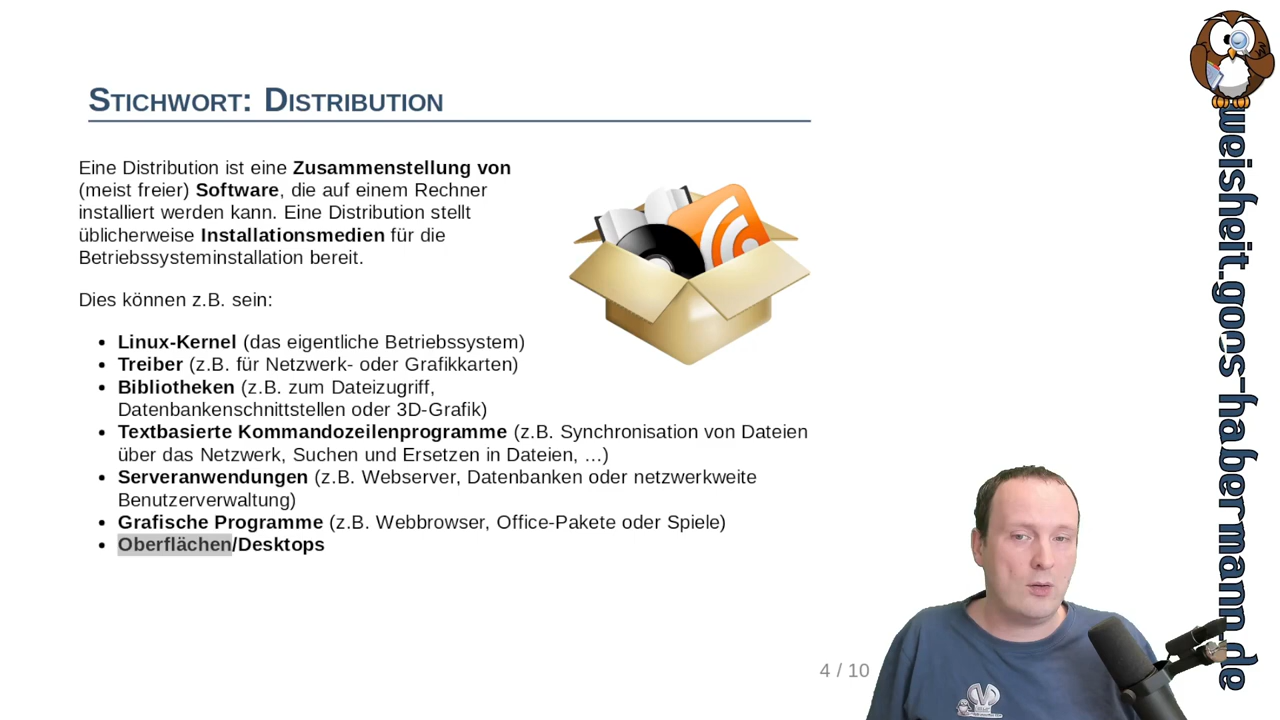 Stichwort: Distribution
Eine Distribution ist eine Zusammenstellung von
(meist freier) Software, die auf einem Rechner
installiert werden kann. Eine Distribution stellt
üblicherweise Installationsmedien für die
Betriebssysteminstallation bereit.
Dies können z.B. sein:
• Linux-Kernel (das eigentliche Betriebssystem)
• Treiber (z.B. für Netzwerk- oder Grafikkarten)
• Bibliotheken (z.B. zum Dateizugriff,
Datenbankenschnittstellen oder 3D-Grafik)
• Textbasierte Kommandozeilenprogramme (z.B. Synchronisation von Dateien
über das Netzwerk, Suchen und Ersetzen in Dateien, …)
• Serveranwendungen (z.B. Webserver, Datenbanken oder netzwerkweite
Benutzerverwaltung)
• Grafische Programme (z.B. Webbrowser, Office-Pakete oder Spiele)
• Oberflächen/Desktops
4 / 10
weisheit.goos-habermann.de